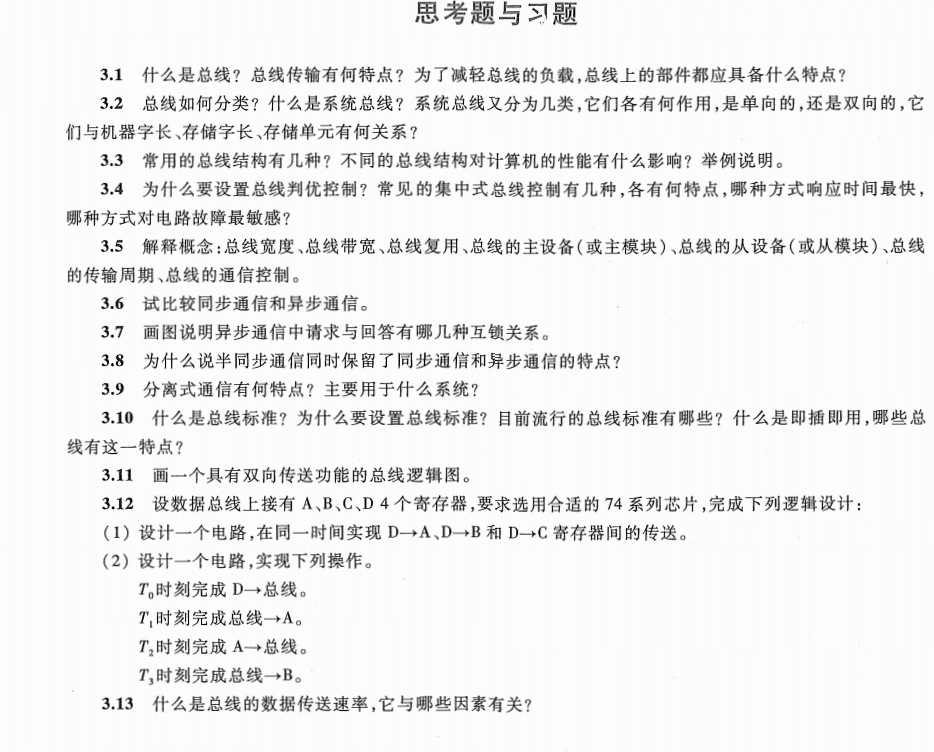 思考题与习题
3.1 什么是总线？总线传输有何特点？为了减轻总线的负载,总线上的部件都应具备什么特点？
3.2 总线如何分类？什么是系统总线？系统总线又分为几类,它们各有何作用,是单向的,还是双向的,它
们与机器字长、存储字长、存储单元有何关系？
3.3 常用的总线结构有几种？不同的总线结构对计算机的性能有什么影响？举例说明。
3.4 为什么要设置总线判优控制？常见的集中式总线控制有几种,各有何特点,哪种方式响应时间最快,
哪种方式对电路故障最敏感？
3.5 解释概念:总线宽度、总线带宽、总线复用、总线的主设备(或主模块)、总线的从设备(或从模块)、总线
的传输周期、总线的通信控制。
3.6 试比较同步通信和异步通信。
3.7 画图说明异步通信中请求与回答有哪几种互锁关系。
3.8 为什么说半同步通信同时保留了同步通信和异步通信的特点？
3.9 分离式通信有何特点？主要用于什么系统？
3.10 什么是总线标准？为什么要设置总线标准？目前流行的总线标准有哪些？什么是即插即用,哪些总
线有这一特点？
3.11 画一个具有双向传送功能的总线逻辑图。
3.12 设数据总线上接有 A、B、C、D 4 个寄存器,要求选用合适的 74 系列芯片,完成下列逻辑设计:
(1) 设计一个电路,在同一时间实现 D→A、D→B 和 D→C 寄存器间的传送。
(2) 设计一个电路,实现下列操作。
T₀时刻完成 D→总线。
T₁时刻完成总线→A。
T₂时刻完成 A→总线。
T₃时刻完成总线→B。
3.13 什么是总线的数据传送速率,它与哪些因素有关？